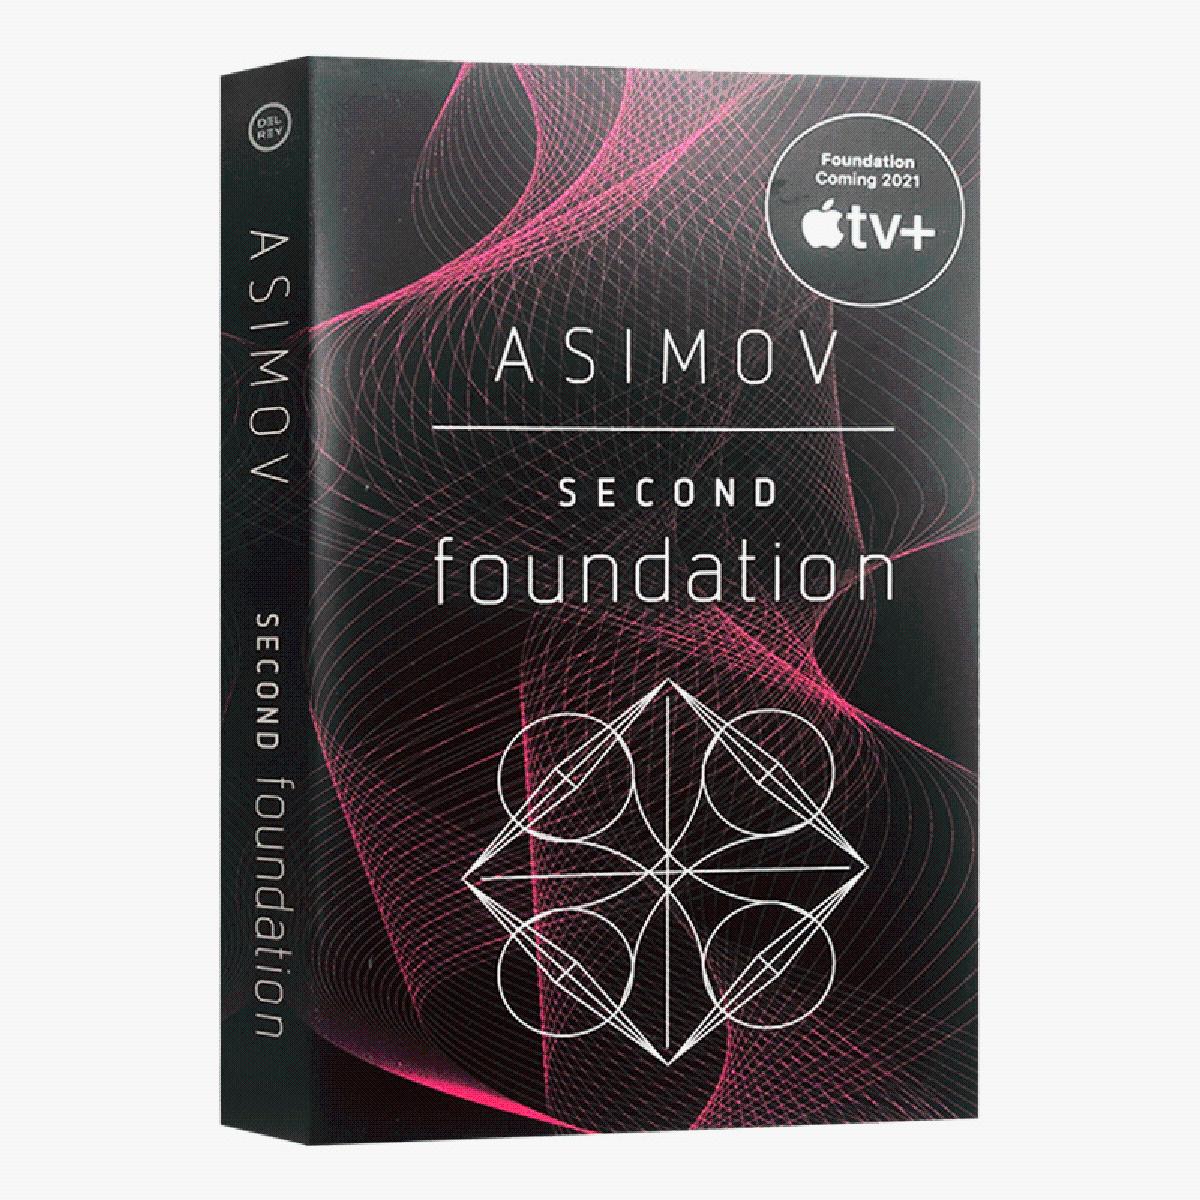 DEL
REY
ASIMOV
SECOND foundation
Foundation
Coming 2021
tv+
ASIMOV
SECOND
foundation